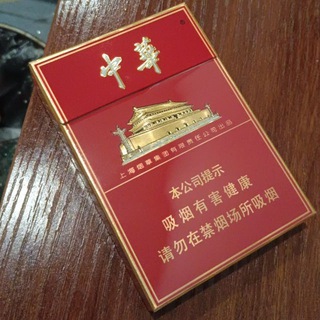 中華
上海烟草集团有限责任公司出品
本公司提示
吸烟有害健康
请勿在禁烟场所吸烟